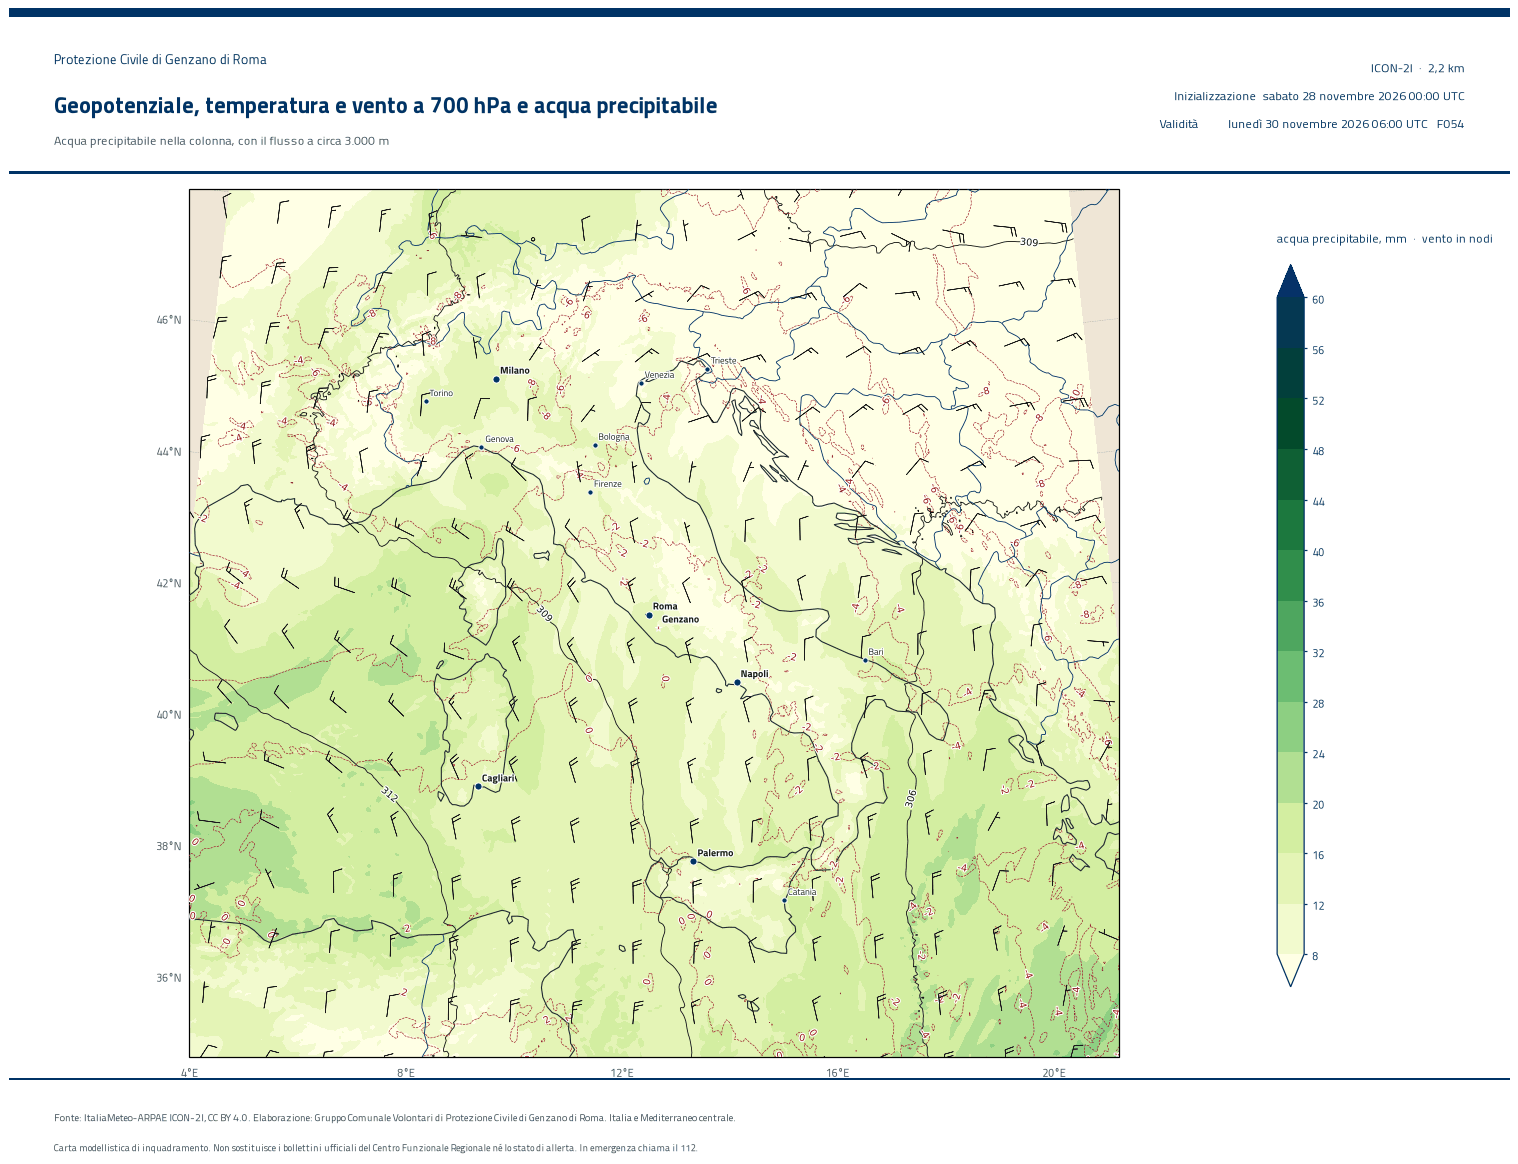 Protezione Civile di Genzano di Roma
Geopotenziale, temperatura e vento a 700 hPa e acqua precipitabile
Acqua precipitabile nella colonna, con il flusso a circa 3.000 m
ICON-2I · 2,2 km
Inizializzazione sabato 28 novembre 2026 00:00 UTC
Validità lunedì 30 novembre 2026 06:00 UTC F054
acqua precipitabile, mm · vento in nodi
60
56
52
48
44
40
36
32
28
24
20
16
12
8
46°N
44°N
42°N
40°N
38°N
36°N
4°E
8°E
12°E
16°E
20°E
309
Milano
Torino
Venezia
Trieste
Genova
Bologna
Firenze
309
Roma
Genzano
Bari
Napoli
Cagliari
312
306
Palermo
Catania
Fonte: ItaliaMeteo-ARPAE ICON-2I, CC BY 4.0. Elaborazione: Gruppo Comunale Volontari di Protezione Civile di Genzano di Roma. Italia e Mediterraneo centrale.
Carta modellistica di inquadramento. Non sostituisce i bollettini ufficiali del Centro Funzionale Regionale né lo stato di allerta. In emergenza chiama il 112.